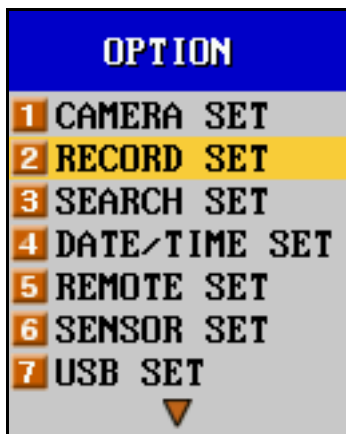 OPTION
1 CAMERA SET
2 RECORD SET
3 SEARCH SET
4 DATE/TIME SET
5 REMOTE SET
6 SENSOR SET
7 USB SET